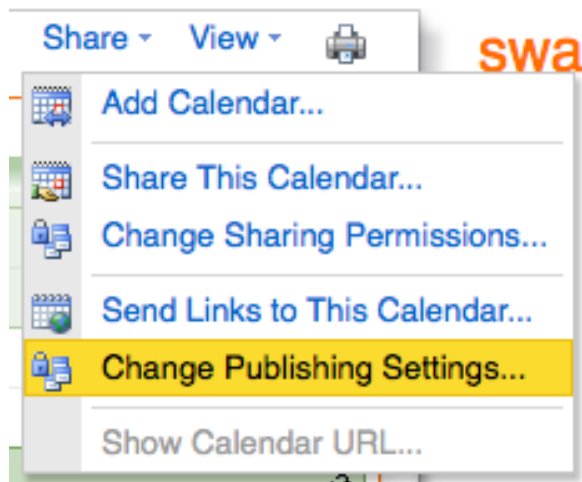 Share View
swa
Add Calendar...
Share This Calendar...
Change Sharing Permissions...
Send Links to This Calendar...
Change Publishing Settings...
Show Calendar URL...